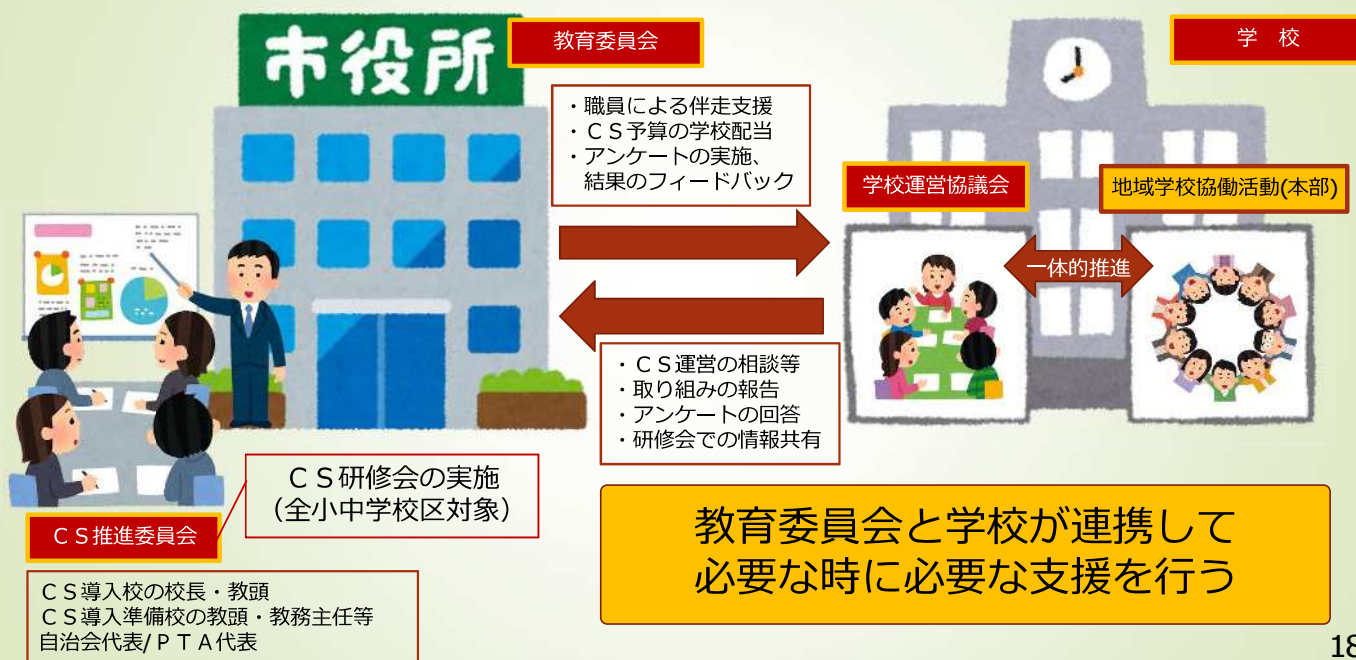 市役所
教育委員会
学　校
・職員による伴走支援
・ＣＳ予算の学校配当
・アンケートの実施、
結果のフィードバック
学校運営協議会
地域学校協働活動(本部)
一体的推進
・ＣＳ運営の相談等
・取り組みの報告
・アンケートの回答
・研修会での情報共有
ＣＳ研修会の実施
（全小中学校区対象）
ＣＳ推進委員会
ＣＳ導入校の校長・教頭
ＣＳ導入準備校の教頭・教務主任等
自治会代表/ＰＴＡ代表
教育委員会と学校が連携して
必要な時に必要な支援を行う
18